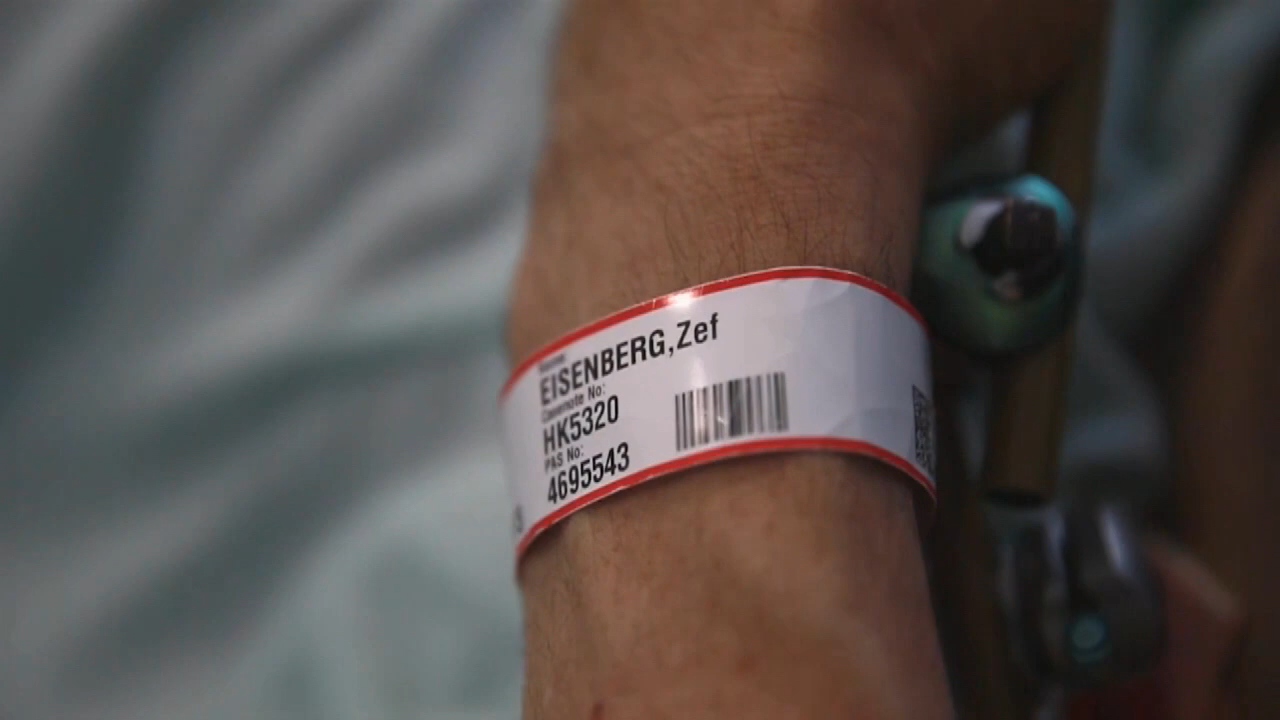 EISENBERG,Zef
Casenote No:
HK5320
PAS No:
4695543